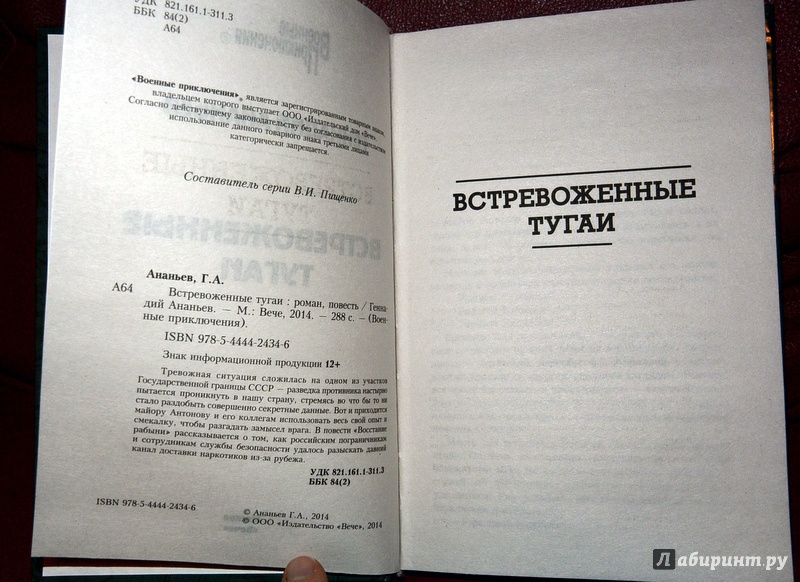 УДК 821.161.1-311.3
ББК 84(2)
А64
«Военные приключения», является зарегистрированным товарным знаком,
владельцем которого выступает ООО «Издательский дом «Вече».
Согласно действующему законодательству без согласования с издательством
использование данного товарного знака третьими лицами
категорически запрещается.
Составитель серии В.И. Пищенко
Ананьев, Г.А.
А64
Встревоженные тугаи : роман, повесть / Генна-
дий Ананьев. — М.: Вече, 2014. — 288 с. — (Воен-
ные приключения).
ISBN 978-5-4444-2434-6
Знак информационной продукции 12+
Тревожная ситуация сложилась на одном из участков
Государственной границы СССР — разведка противника настырно
пытается проникнуть в нашу страну, стремясь во что бы то ни
стало раздобыть совершенно секретные данные. Вот и приходится
майору Антонову и его коллегам использовать весь свой опыт и
смекалку, чтобы разгадать замысел врага. В повести «Восстание
рабыни» рассказывается о том, как российским пограничникам
и сотрудникам службы безопасности удалось разыскать давний
канал доставки наркотиков из-за рубежа.
УДК 821.161.1-311.3
ББК 84(2)
ISBN 978-5-4444-2434-6
© Ананьев Г.А., 2014
© ООО «Издательство «Вече», 2014
ВСТРЕВОЖЕННЫЕ
ТУГАИ
Лабиринт.ру